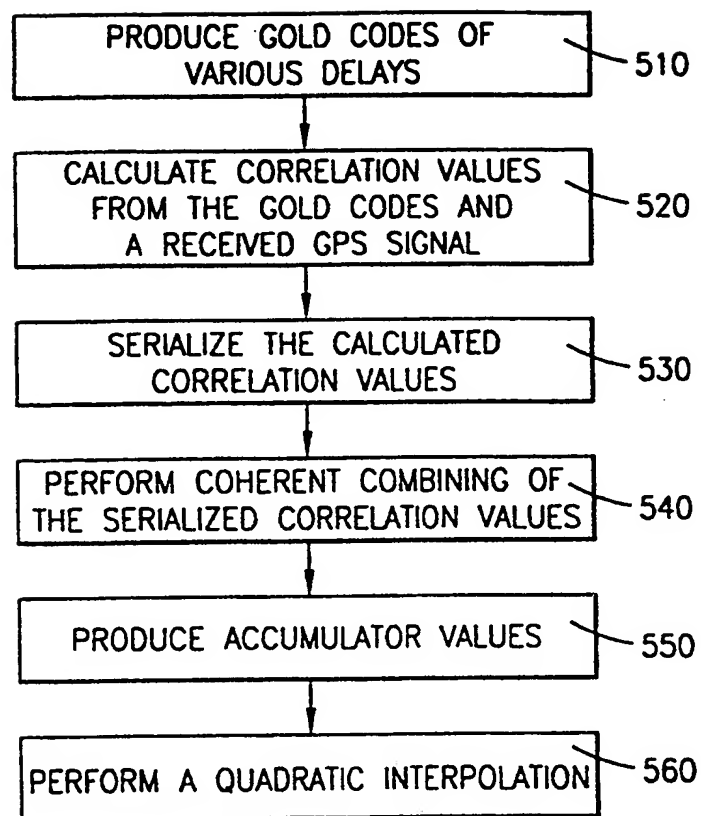 PRODUCE GOLD CODES OF
VARIOUS DELAYS
510
CALCULATE CORRELATION VALUES
FROM THE GOLD CODES AND
A RECEIVED GPS SIGNAL
520
SERIALIZE THE CALCULATED
CORRELATION VALUES
530
PERFORM COHERENT COMBINING OF
THE SERIALIZED CORRELATION VALUES
540
PRODUCE ACCUMULATOR VALUES
550
PERFORM A QUADRATIC INTERPOLATION
560